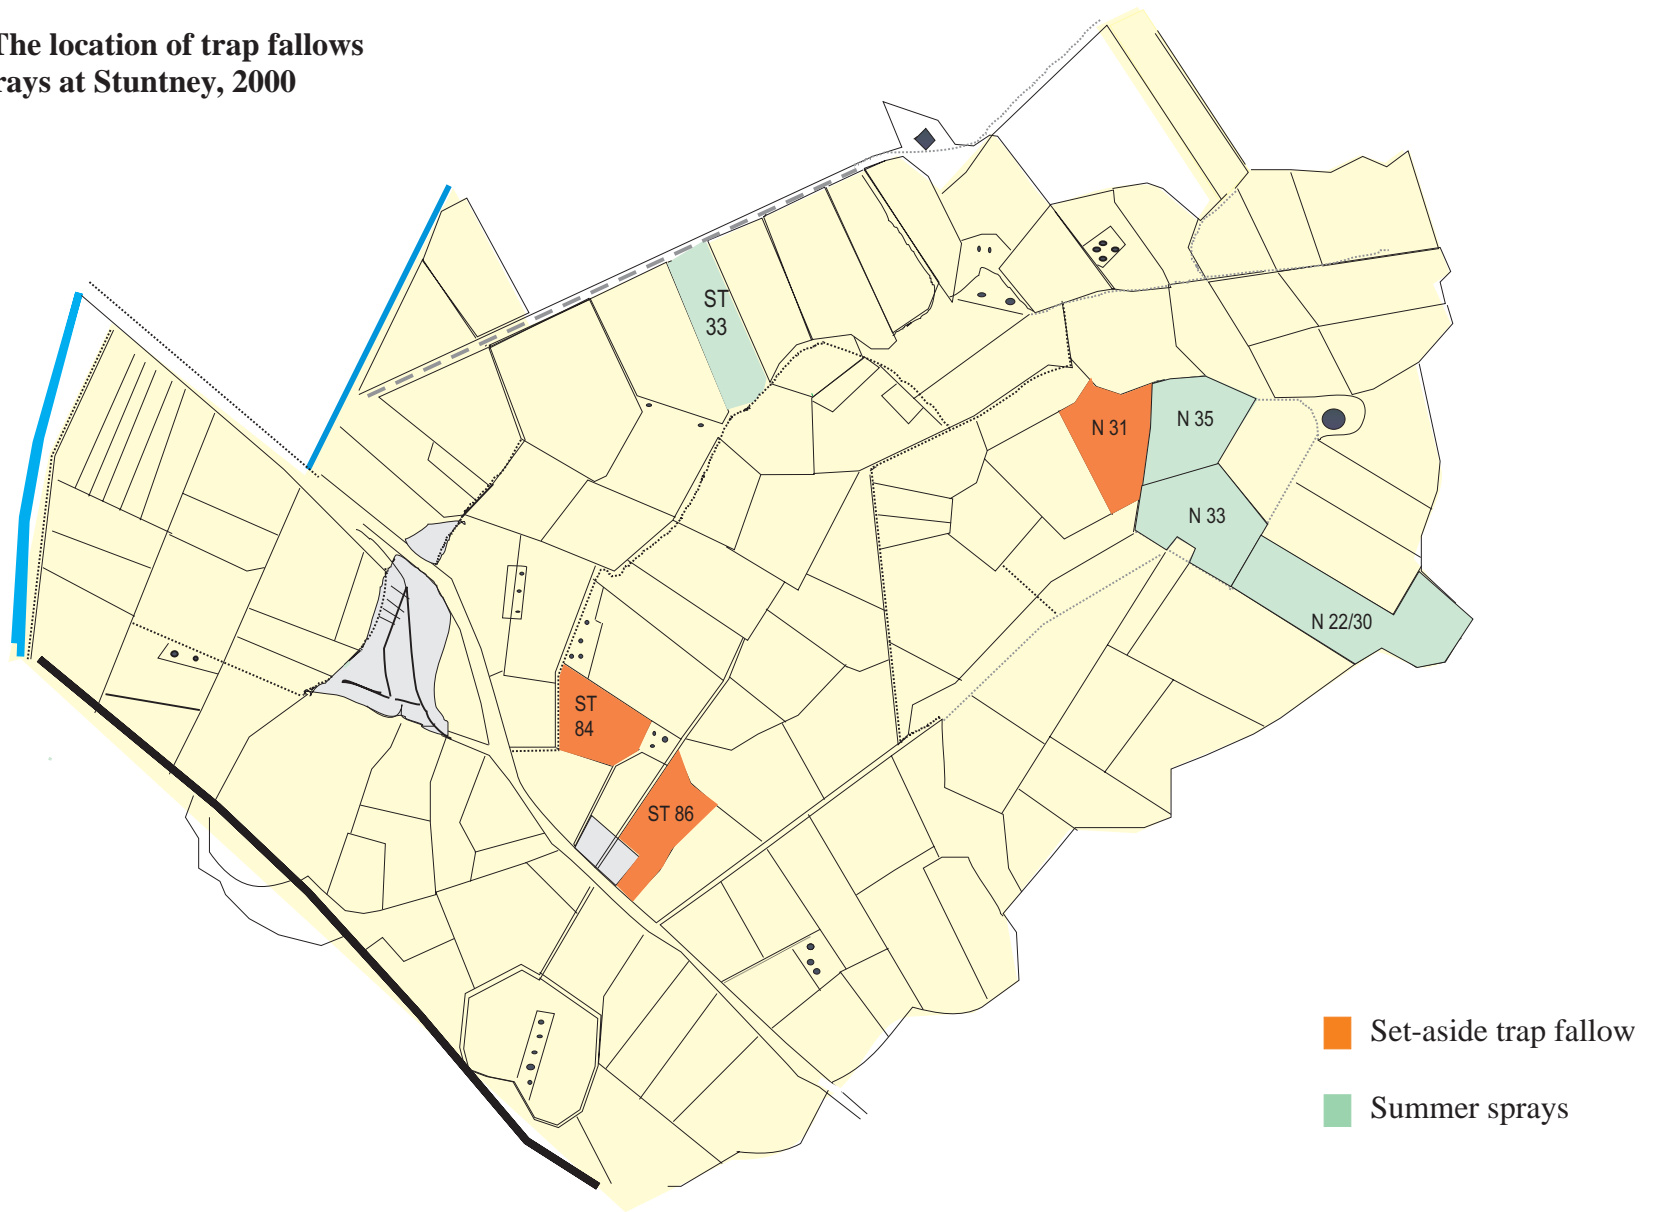 The location of trap fallows
rays at Stuntney, 2000
ST
33
N 31
N 35
N 33
N 22/30
ST
84
ST 86
Set-aside trap fallow
Summer sprays